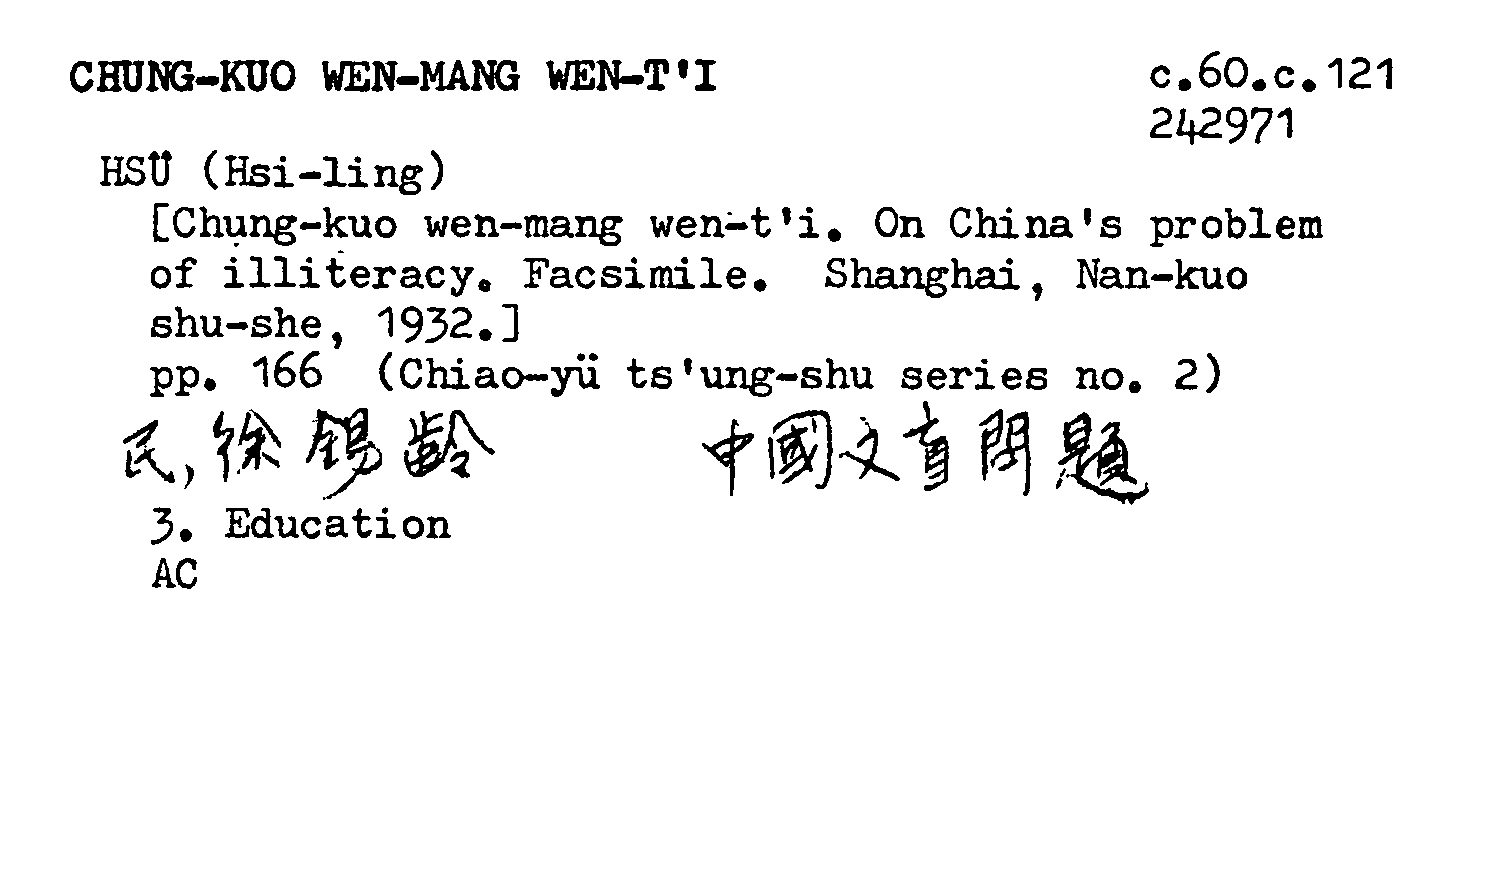 CHUNG-KUO WEN-MANG WEN-T'I
c.60.c.121
242971
HSÜ (Hsi-ling)
[Chung-kuo wen-mang wen-t'i. On China's problem
of illiteracy. Facsimile. Shanghai, Nan-kuo
shu-she, 1932.]
pp. 166 (Chiao-yü ts'ung-shu series no. 2)
民, 徐錫齡 中國文盲問題
3. Education
AC